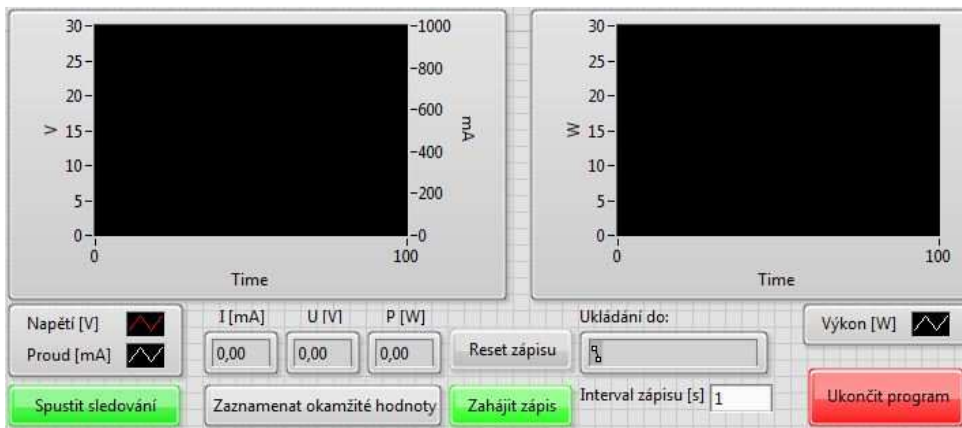 30
25
20
V 15
10
5
0
1000
800
600
mA
400
200
0
0 100
Time
30
25
20
W 15
10
5
0
0 100
Time
Napětí [V]
Proud [mA]
I [mA] U [V] P [W]
0,00 0,00 0,00
Reset zápisu
Ukládání do:
Výkon [W]
Spustit sledování
Zaznamenat okamžité hodnoty
Zahájit zápis
Interval zápisu [s] 1
Ukončit program